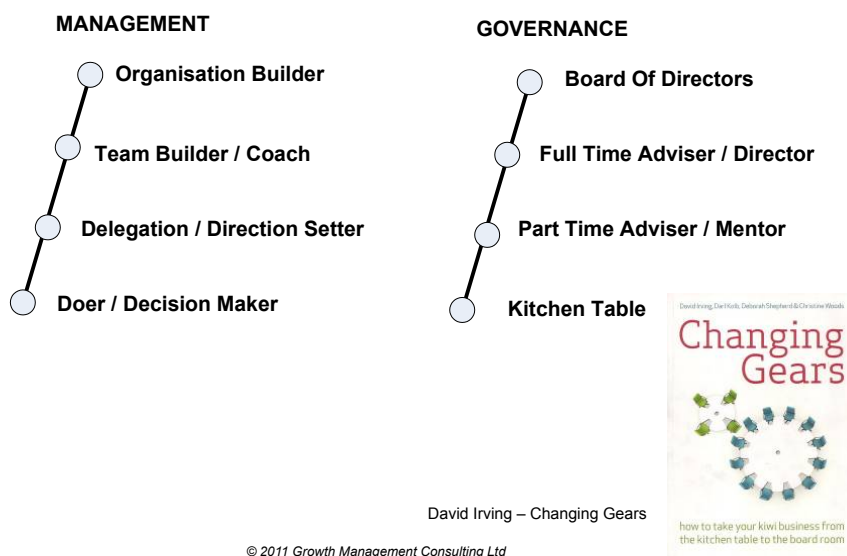 MANAGEMENT
Organisation Builder
Team Builder / Coach
Delegation / Direction Setter
Doer / Decision Maker
GOVERNANCE
Board Of Directors
Full Time Adviser / Director
Part Time Adviser / Mentor
Kitchen Table
David Irving, Darl Kolb, Deborah Shepherd & Christine Woods
Changing
Gears
how to take your kiwi business from
the kitchen table to the board room
David Irving – Changing Gears
© 2011 Growth Management Consulting Ltd